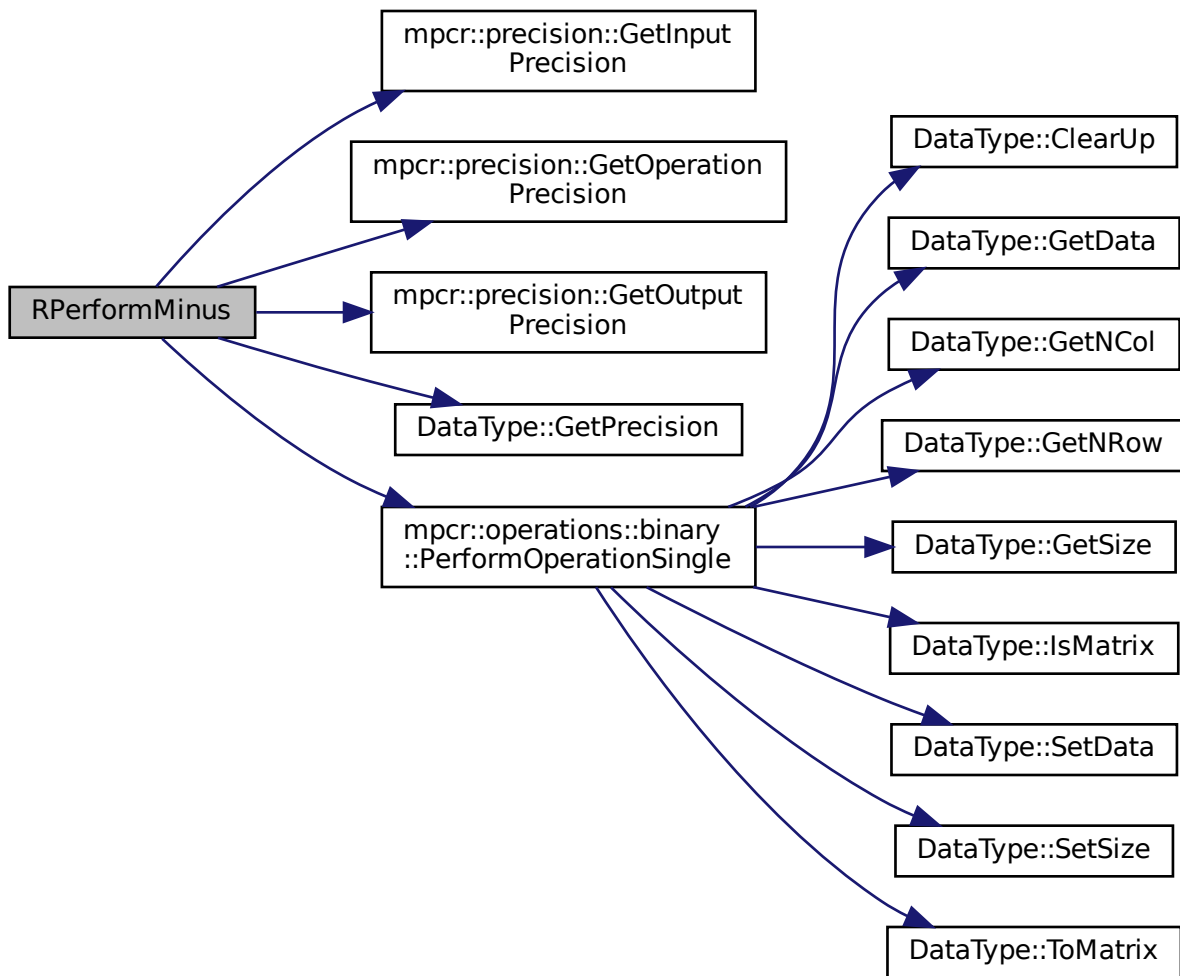 RPerformMinus
mpcr::precision::GetInput
Precision
mpcr::precision::GetOperation
Precision
mpcr::precision::GetOutput
Precision
DataType::GetPrecision
mpcr::operations::binary
::PerformOperationSingle
DataType::ClearUp
DataType::GetData
DataType::GetNCol
DataType::GetNRow
DataType::GetSize
DataType::IsMatrix
DataType::SetData
DataType::SetSize
DataType::ToMatrix